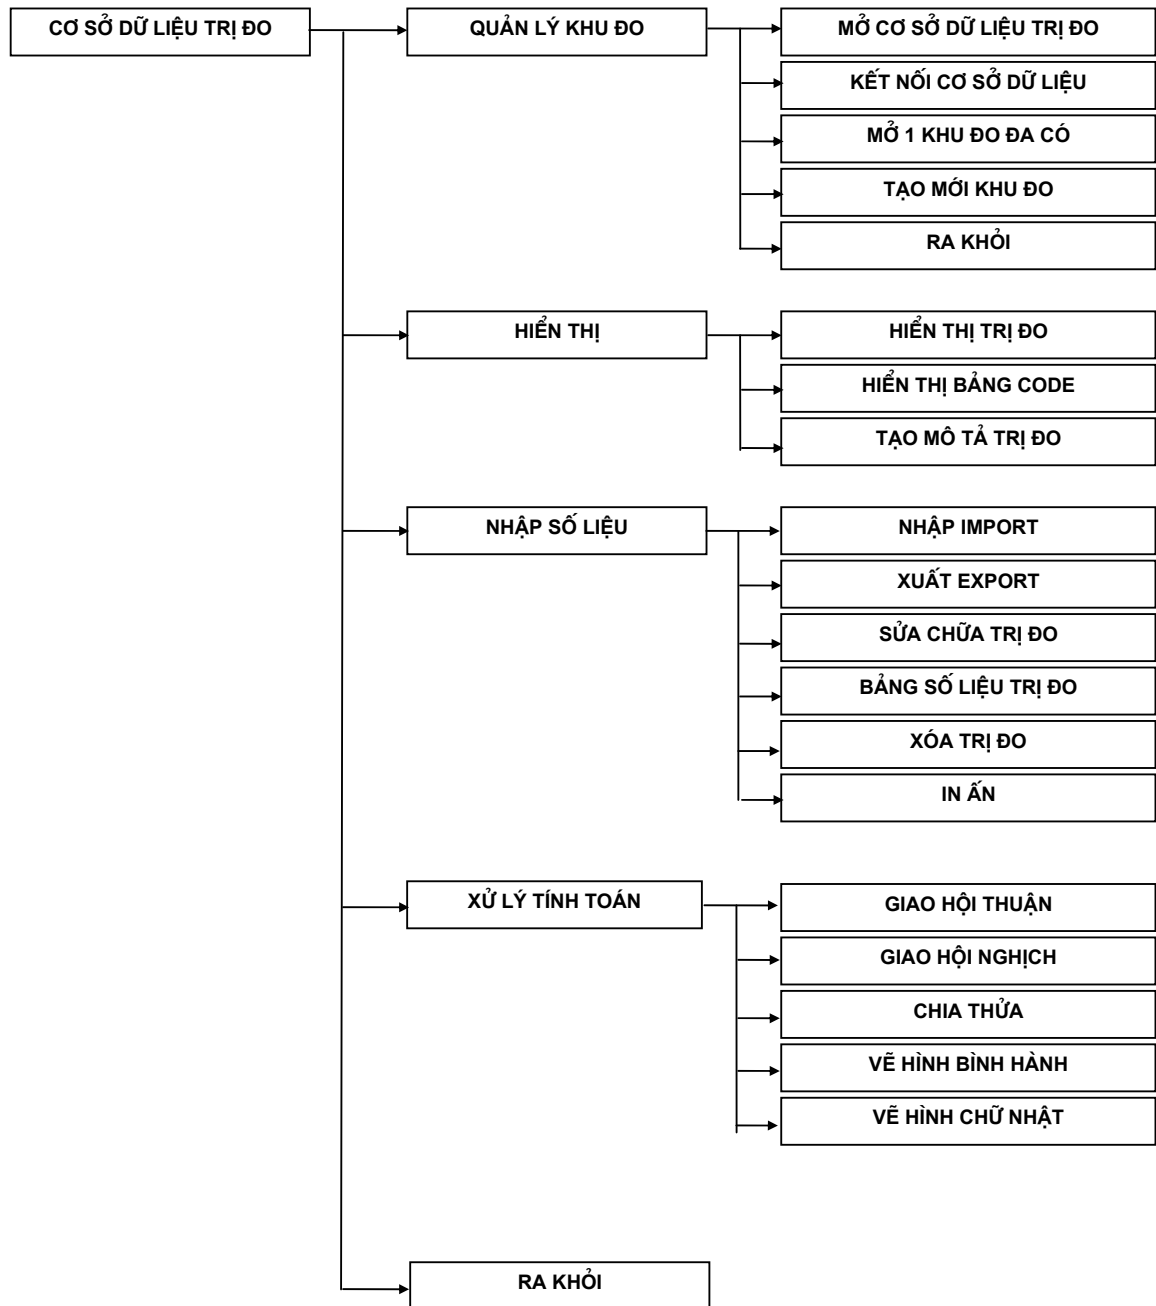 CƠ SỞ DỮ LIỆU TRỊ ĐO
QUẢN LÝ KHU ĐO
MỞ CƠ SỞ DỮ LIỆU TRỊ ĐO
KẾT NỐI CƠ SỞ DỮ LIỆU
MỞ 1 KHU ĐO ĐA CÓ
TẠO MỚI KHU ĐO
RA KHỎI
HIỂN THỊ
HIỂN THỊ TRỊ ĐO
HIỂN THỊ BẢNG CODE
TẠO MÔ TẢ TRỊ ĐO
NHẬP SỐ LIỆU
NHẬP IMPORT
XUẤT EXPORT
SỬA CHỮA TRỊ ĐO
BẢNG SỐ LIỆU TRỊ ĐO
XÓA TRỊ ĐO
IN ẤN
XỬ LÝ TÍNH TOÁN
GIAO HỘI THUẬN
GIAO HỘI NGHỊCH
CHIA THỬA
VẼ HÌNH BÌNH HÀNH
VẼ HÌNH CHỮ NHẬT
RA KHỎI